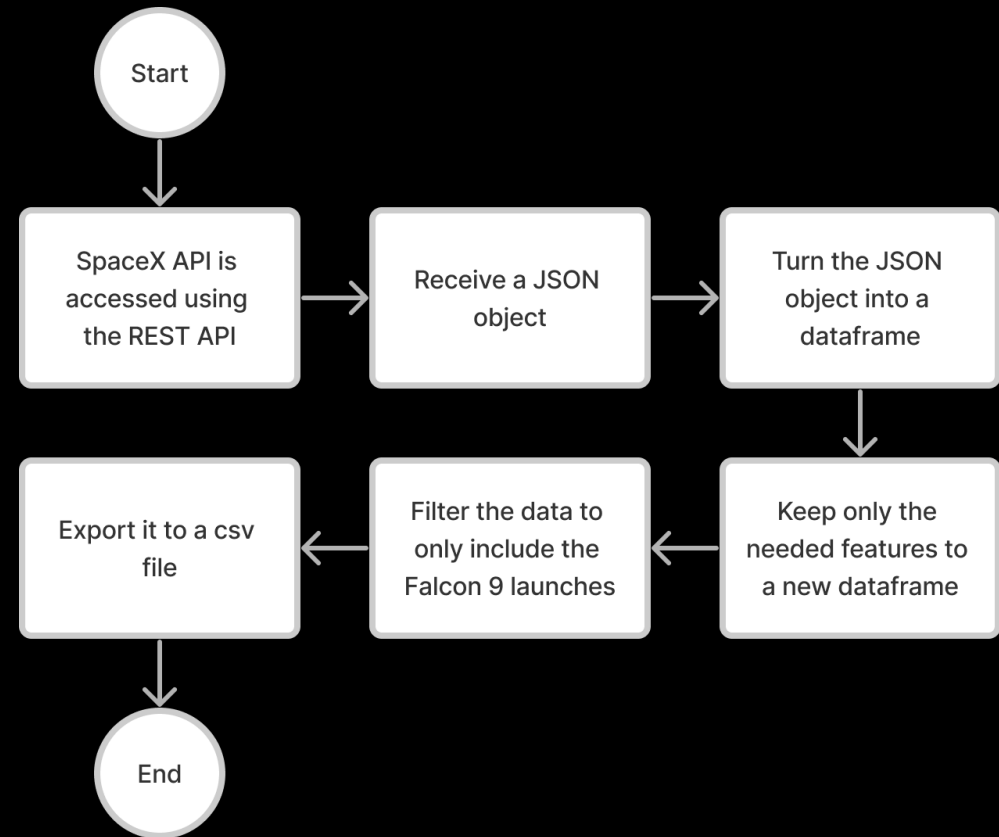 Start
SpaceX API is
accessed using
the REST API
Receive a JSON
object
Turn the JSON
object into a
dataframe
Keep only the
needed features to
a new dataframe
Filter the data to
only include the
Falcon 9 launches
Export it to a csv
file
End